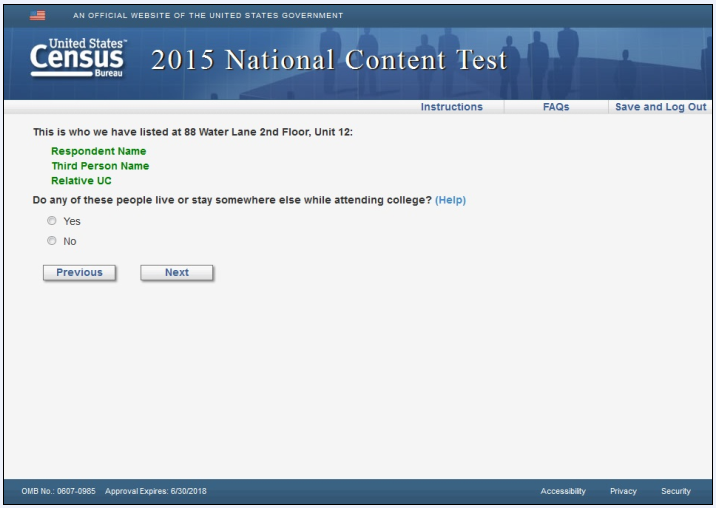 AN OFFICIAL WEBSITE OF THE UNITED STATES GOVERNMENT
United States™
Census
Bureau
2015 National Content Test
Instructions FAQs Save and Log Out
This is who we have listed at 88 Water Lane 2nd Floor, Unit 12:
Respondent Name
Third Person Name
Relative UC
Do any of these people live or stay somewhere else while attending college? (Help)
Yes
No
Previous Next
OMB No.: 0607-0985 Approval Expires: 6/30/2018 Accessibility Privacy Security